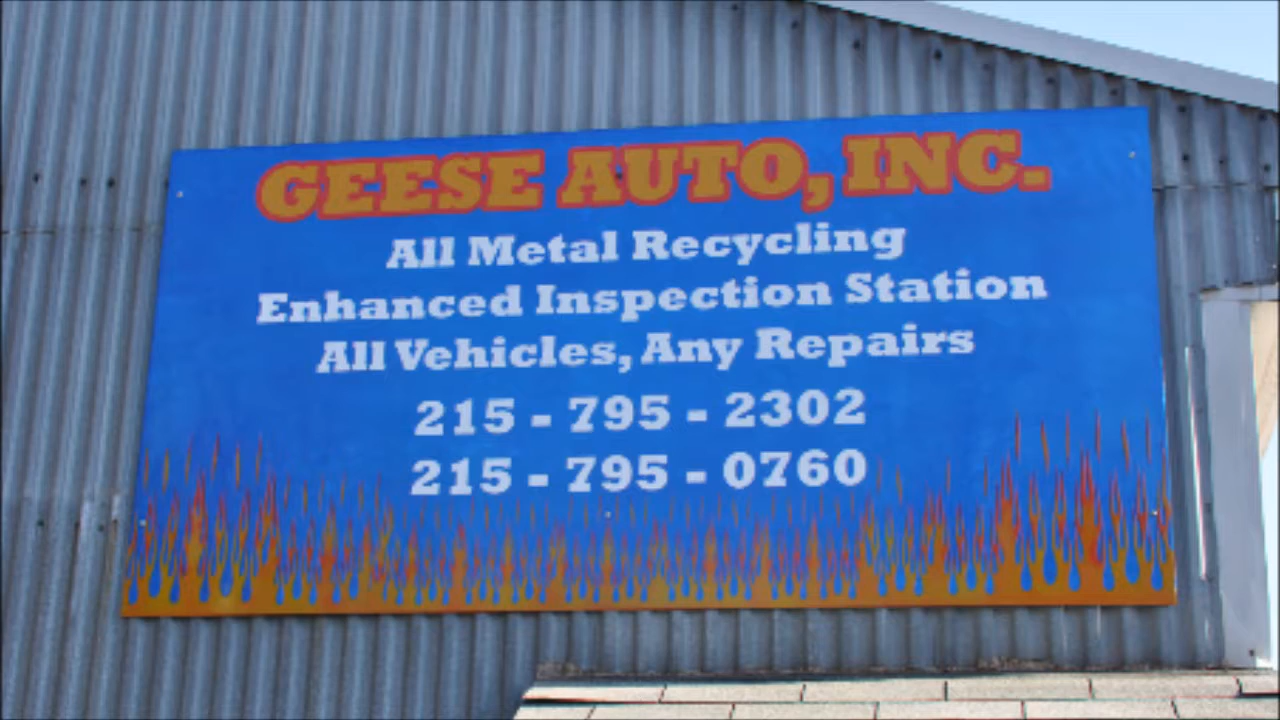 GEESE AUTO, INC.
All Metal Recycling
Enhanced Inspection Station
All Vehicles, Any Repairs
215 - 795 - 2302
215 - 795 - 0760